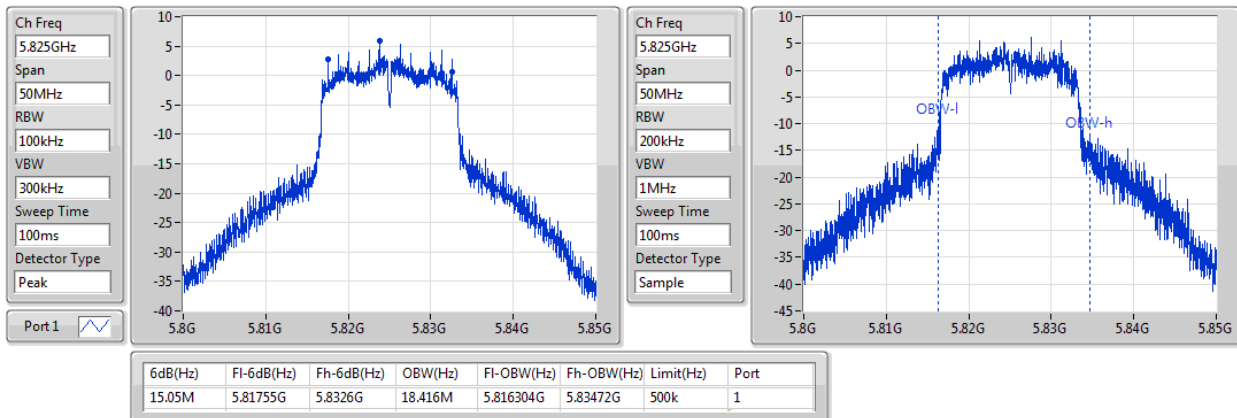 Ch Freq
5.825GHz
Span
50MHz
RBW
100kHz
VBW
300kHz
Sweep Time
100ms
Detector Type
Peak
Port 1
10
5
0
-5
-10
-15
-20
-25
-30
-35
-40
5.8G 5.81G 5.82G 5.83G 5.84G 5.85G
Ch Freq
5.825GHz
Span
50MHz
RBW
200kHz
VBW
1MHz
Sweep Time
100ms
Detector Type
Sample
10
5
0
-5
-10
-15
-20
-25
-30
-35
-40
-45
OBW-l
OBW-h
5.8G 5.81G 5.82G 5.83G 5.84G 5.85G
6dB(Hz) Fl-6dB(Hz) Fh-6dB(Hz) OBW(Hz) Fl-OBW(Hz) Fh-OBW(Hz) Limit(Hz) Port
15.05M 5.81755G 5.8326G 18.416M 5.816304G 5.83472G 500k 1